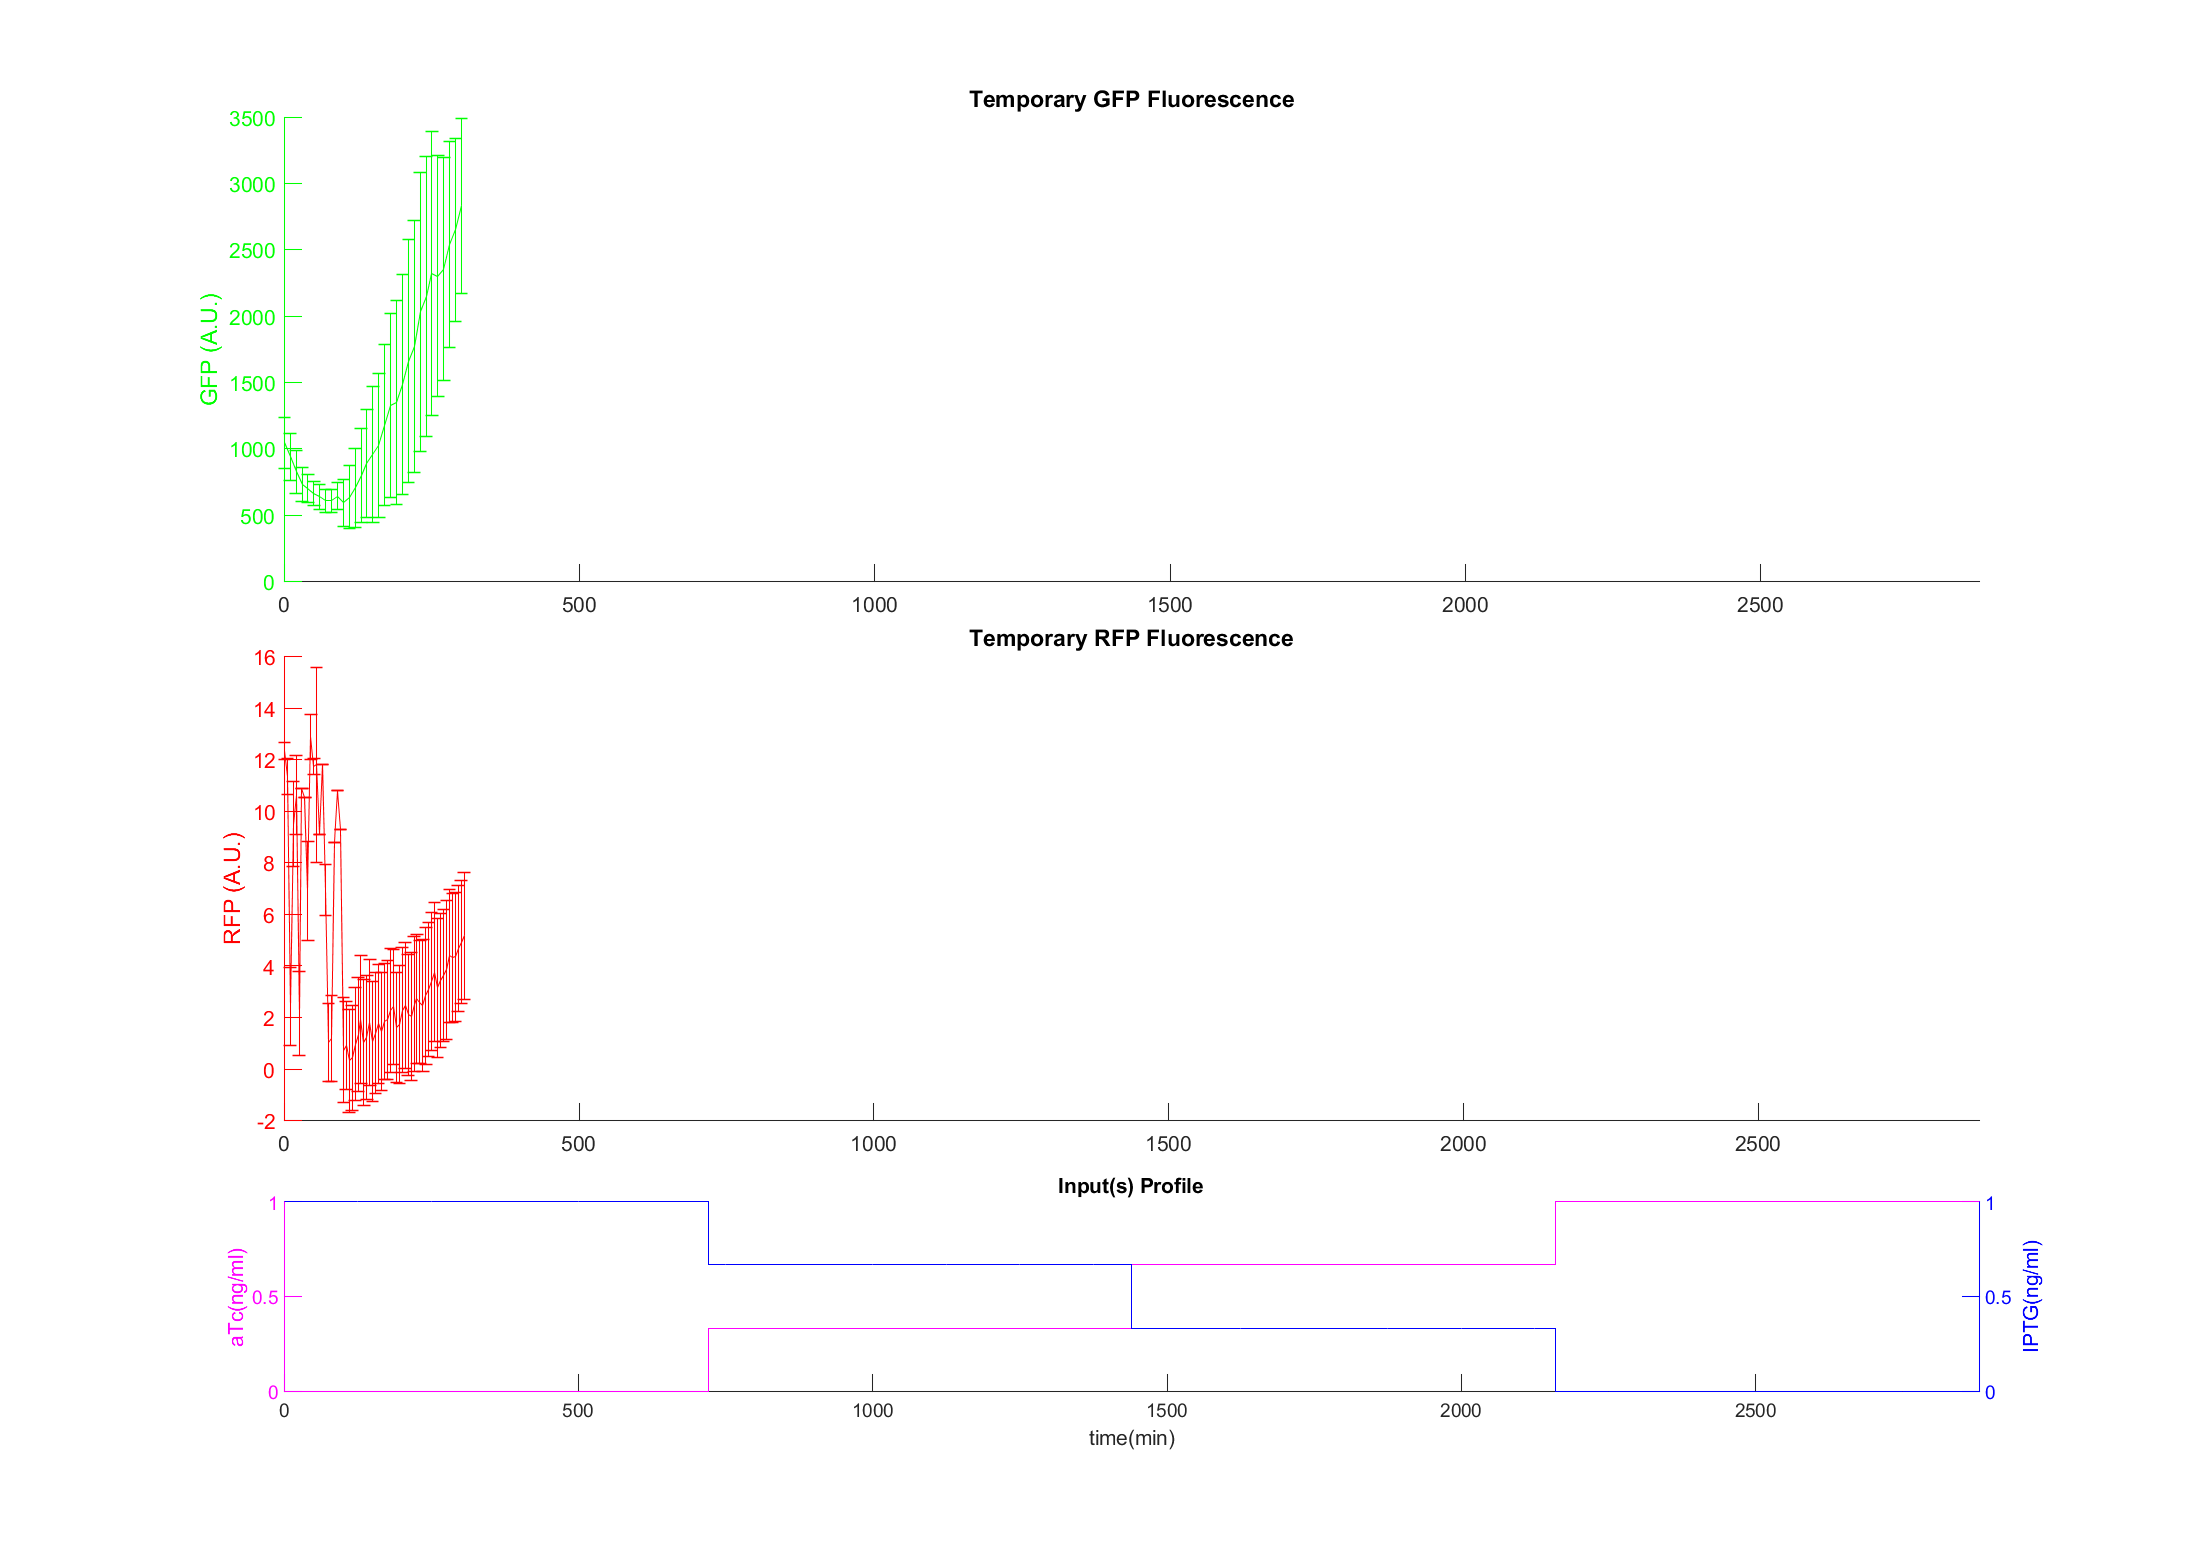 Temporary GFP Fluorescence
3500
3000
2500
2000
1500
1000
500
0
GFP (A.U.)
0 500 1000 1500 2000 2500
Temporary RFP Fluorescence
16
14
12
10
8
6
4
2
0
-2
RFP (A.U.)
0 500 1000 1500 2000 2500
Input(s) Profile
1 1
0.5 0.5
0 0
aTc(ng/ml)
IPTG(ng/ml)
0 500 1000 1500 2000 2500
time(min)